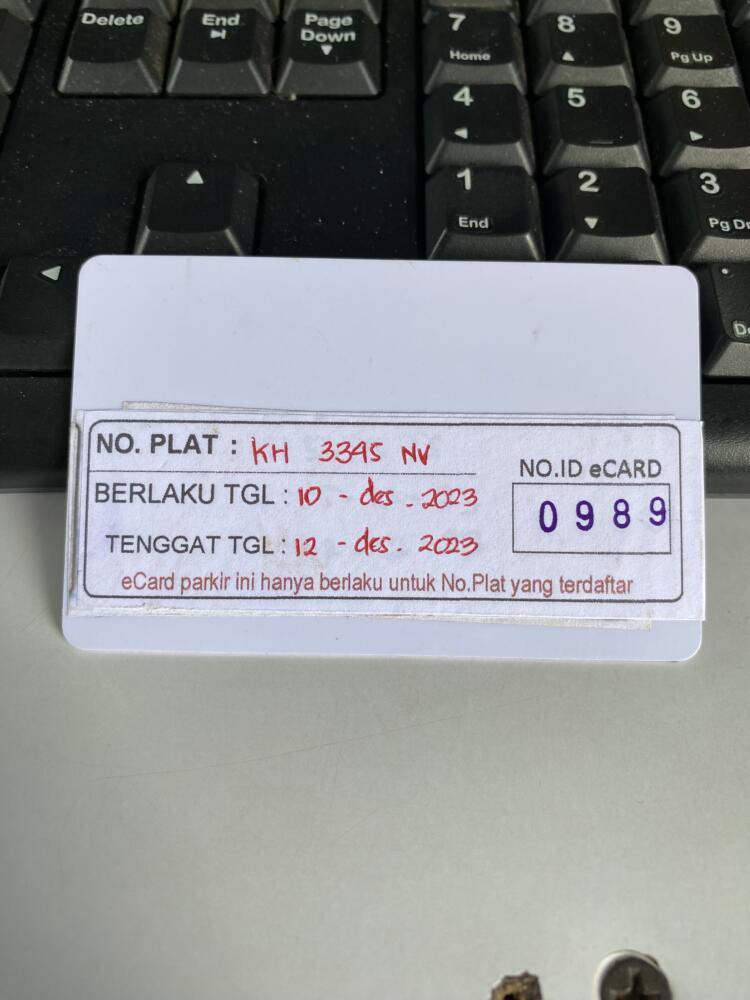 Delete End Page Down 7 Home 8 9 Pg Up
4 5 6
1 End 2 3
NO. PLAT : KH 3345 NV
NO.ID eCARD
BERLAKU TGL : 10 - des - 2023
0989
TENGGAT TGL : 12 - des. 2023
eCard parkir ini hanya berlaku untuk No.Plat yang terdaftar